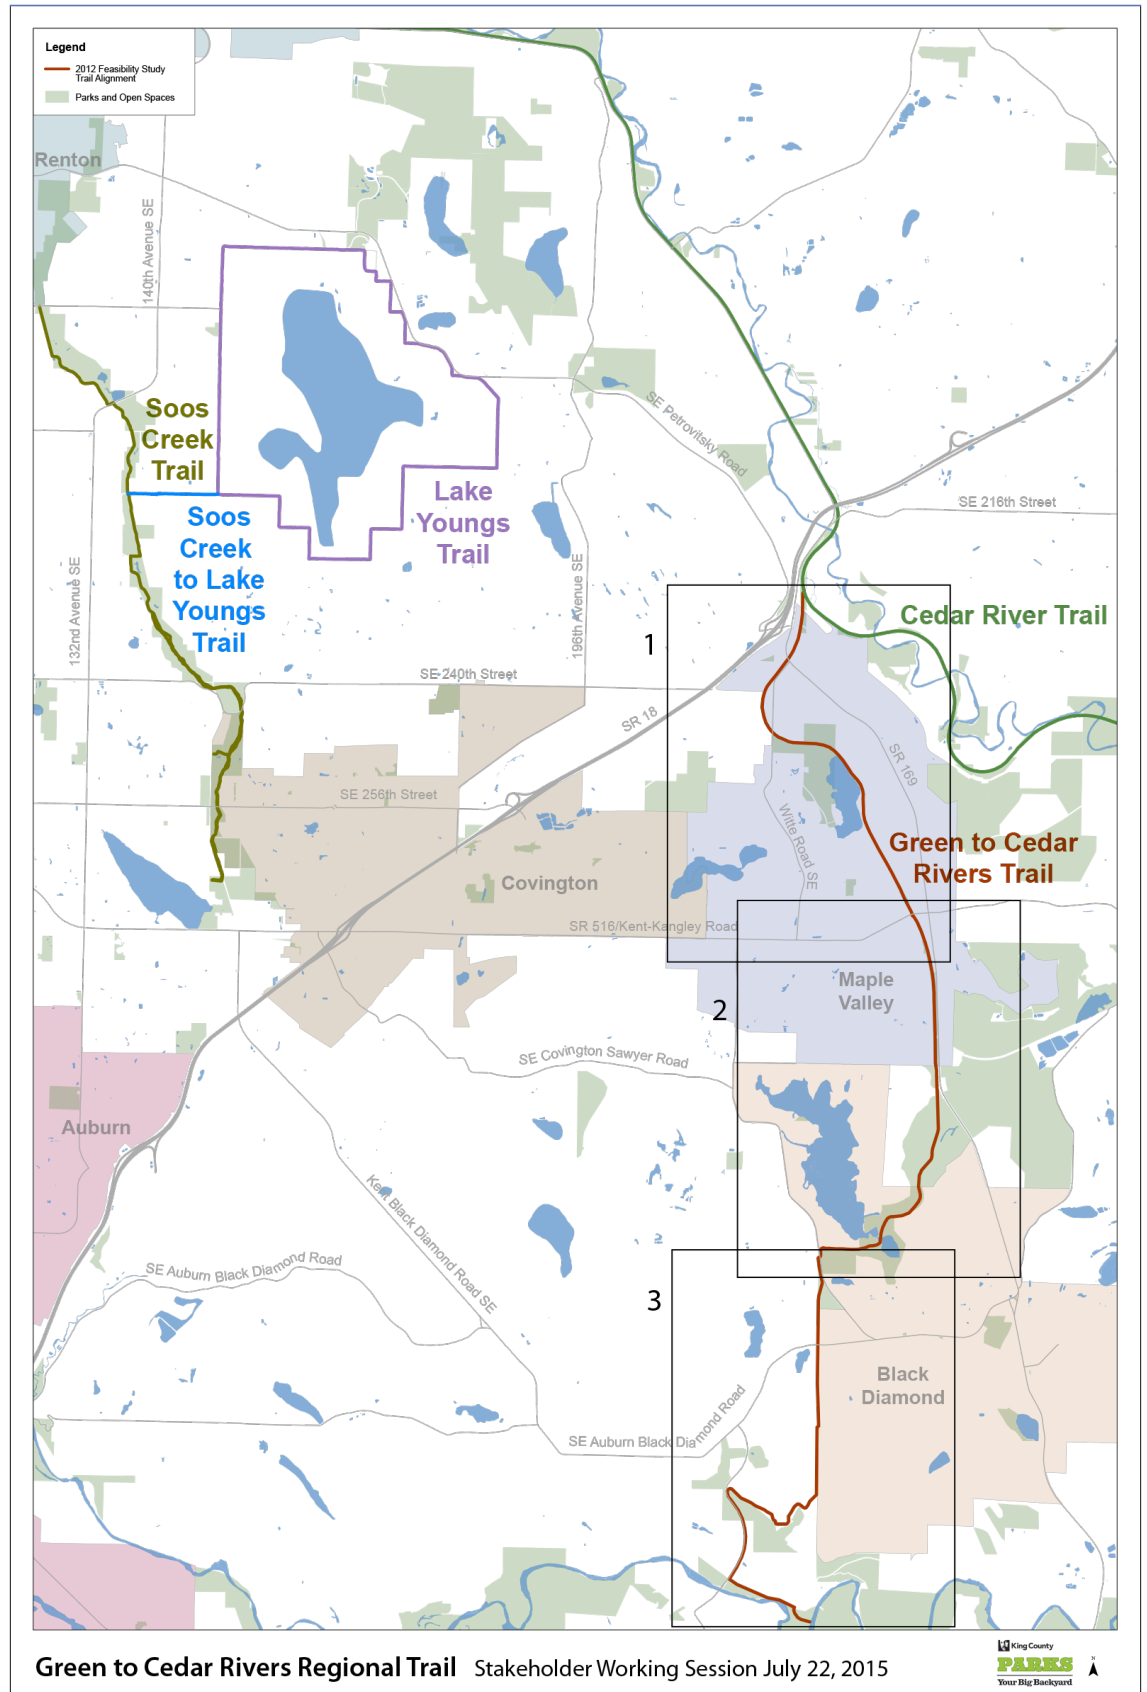 Legend
2012 Feasibility Study
Trail Alignment
Parks and Open Spaces
Renton
140th Avenue SE
Soos
Creek
Trail
SE Petrovitsky Road
Lake
Youngs
Trail
SE 216th Street
Soos
Creek
to Lake
Youngs
Trail
132nd Avenue SE
196th Avenue SE
Cedar River Trail
1
SE 240th Street
SR 18
SR 169
SE 256th Street
Witte Road SE
Green to Cedar
Rivers Trail
Covington
SR 516/Kent-Kangley Road
Maple
Valley
2
SE Covington Sawyer Road
Auburn
Kent Black Diamond Road SE
SE Auburn Black Diamond Road
3
Black
Diamond
SE Auburn Black Diamond Road
Green to Cedar Rivers Regional Trail Stakeholder Working Session July 22, 2015
King County
PARKS
Your Big Backyard
N